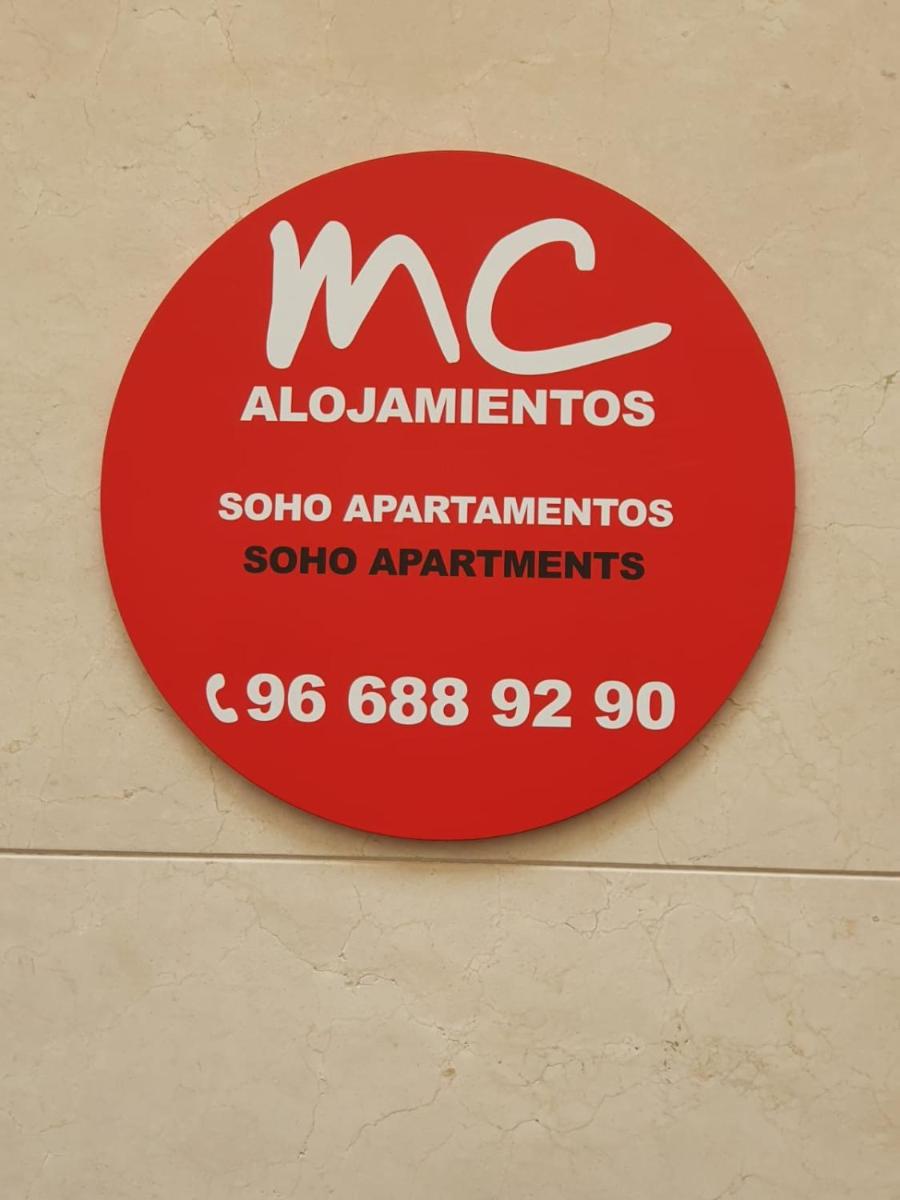 MC
ALOJAMIENTOS
SOHO APARTAMENTOS
SOHO APARTMENTS
96 688 92 90